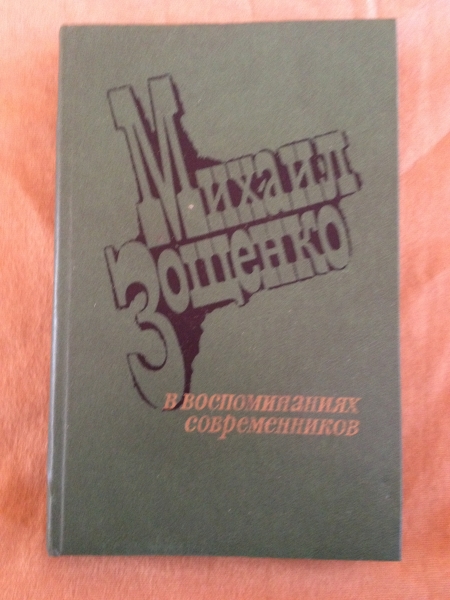 Михаил
Зощенко
в воспоминаниях
современников